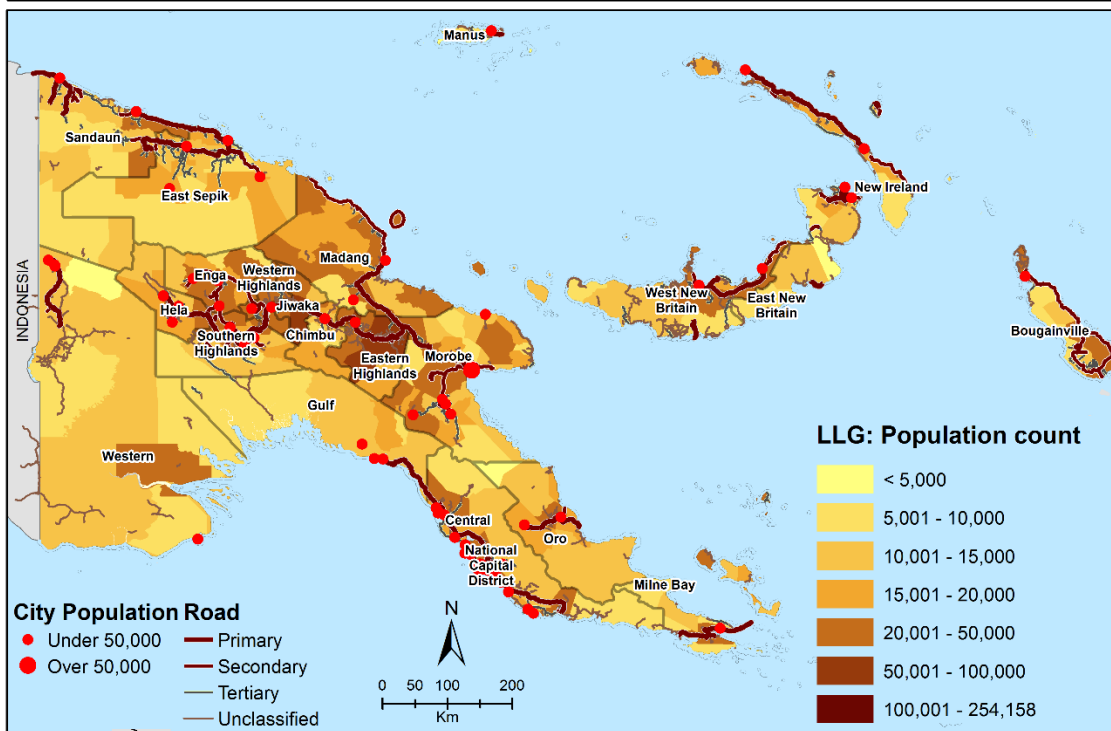 Manus
Sandaun
East Sepik
New Ireland
INDONESIA
Madang
Enga
Western
Highlands
Hela
Jiwaka
West New
Britain
East New
Britain
Southern
Highlands
Chimbu
Bougainville
Eastern
Highlands
Morobe
Gulf
Western
Central
Oro
National
Capital
District
Milne Bay
LLG: Population count
< 5,000
5,001 - 10,000
10,001 - 15,000
15,001 - 20,000
20,001 - 50,000
50,001 - 100,000
100,001 - 254,158
City Population Road
Under 50,000
Over 50,000
Primary
Secondary
Tertiary
Unclassified
N
0 50 100 200
Km